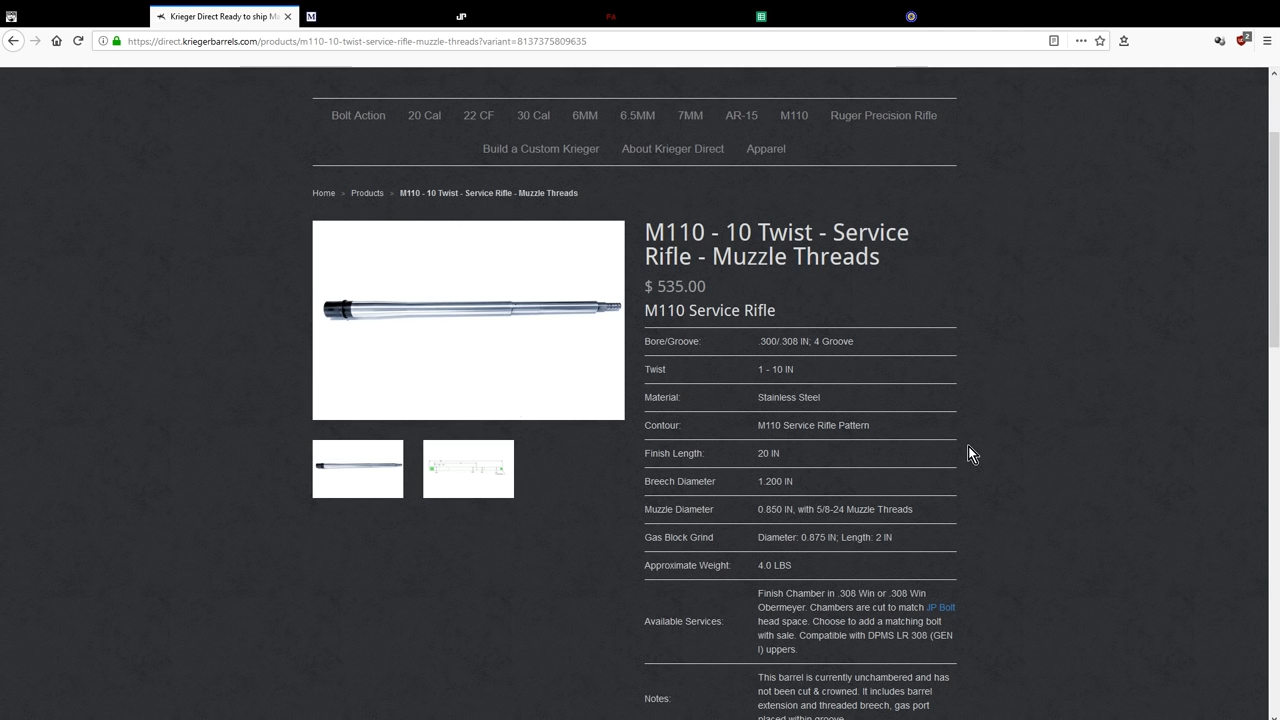 Krieger Direct Ready to ship Ma
M
JP
FA
https://direct.kriegerbarrels.com/products/m110-10-twist-service-rifle-muzzle-threads?variant=8137375809635
2
Bolt Action 20 Cal 22 CF 30 Cal 6MM 6.5MM 7MM AR-15 M110 Ruger Precision Rifle
Build a Custom Krieger About Krieger Direct Apparel
Home » Products » M110 - 10 Twist - Service Rifle - Muzzle Threads
M110 - 10 Twist - Service
Rifle - Muzzle Threads
$ 535.00
M110 Service Rifle
Bore/Groove: .300/.308 IN; 4 Groove
Twist 1 - 10 IN
Material: Stainless Steel
Contour: M110 Service Rifle Pattern
Finish Length: 20 IN
Breech Diameter 1.200 IN
Muzzle Diameter 0.850 IN, with 5/8-24 Muzzle Threads
Gas Block Grind Diameter: 0.875 IN; Length: 2 IN
Approximate Weight: 4.0 LBS
Available Services: Finish Chamber in .308 Win or .308 Win
Obermeyer. Chambers are cut to match JP Bolt
head space. Choose to add a matching bolt
with sale. Compatible with DPMS LR 308 (GEN
I) uppers.
Notes: This barrel is currently unchambered and has
not been cut & crowned. It includes barrel
extension and threaded breech, gas port
placed within groove